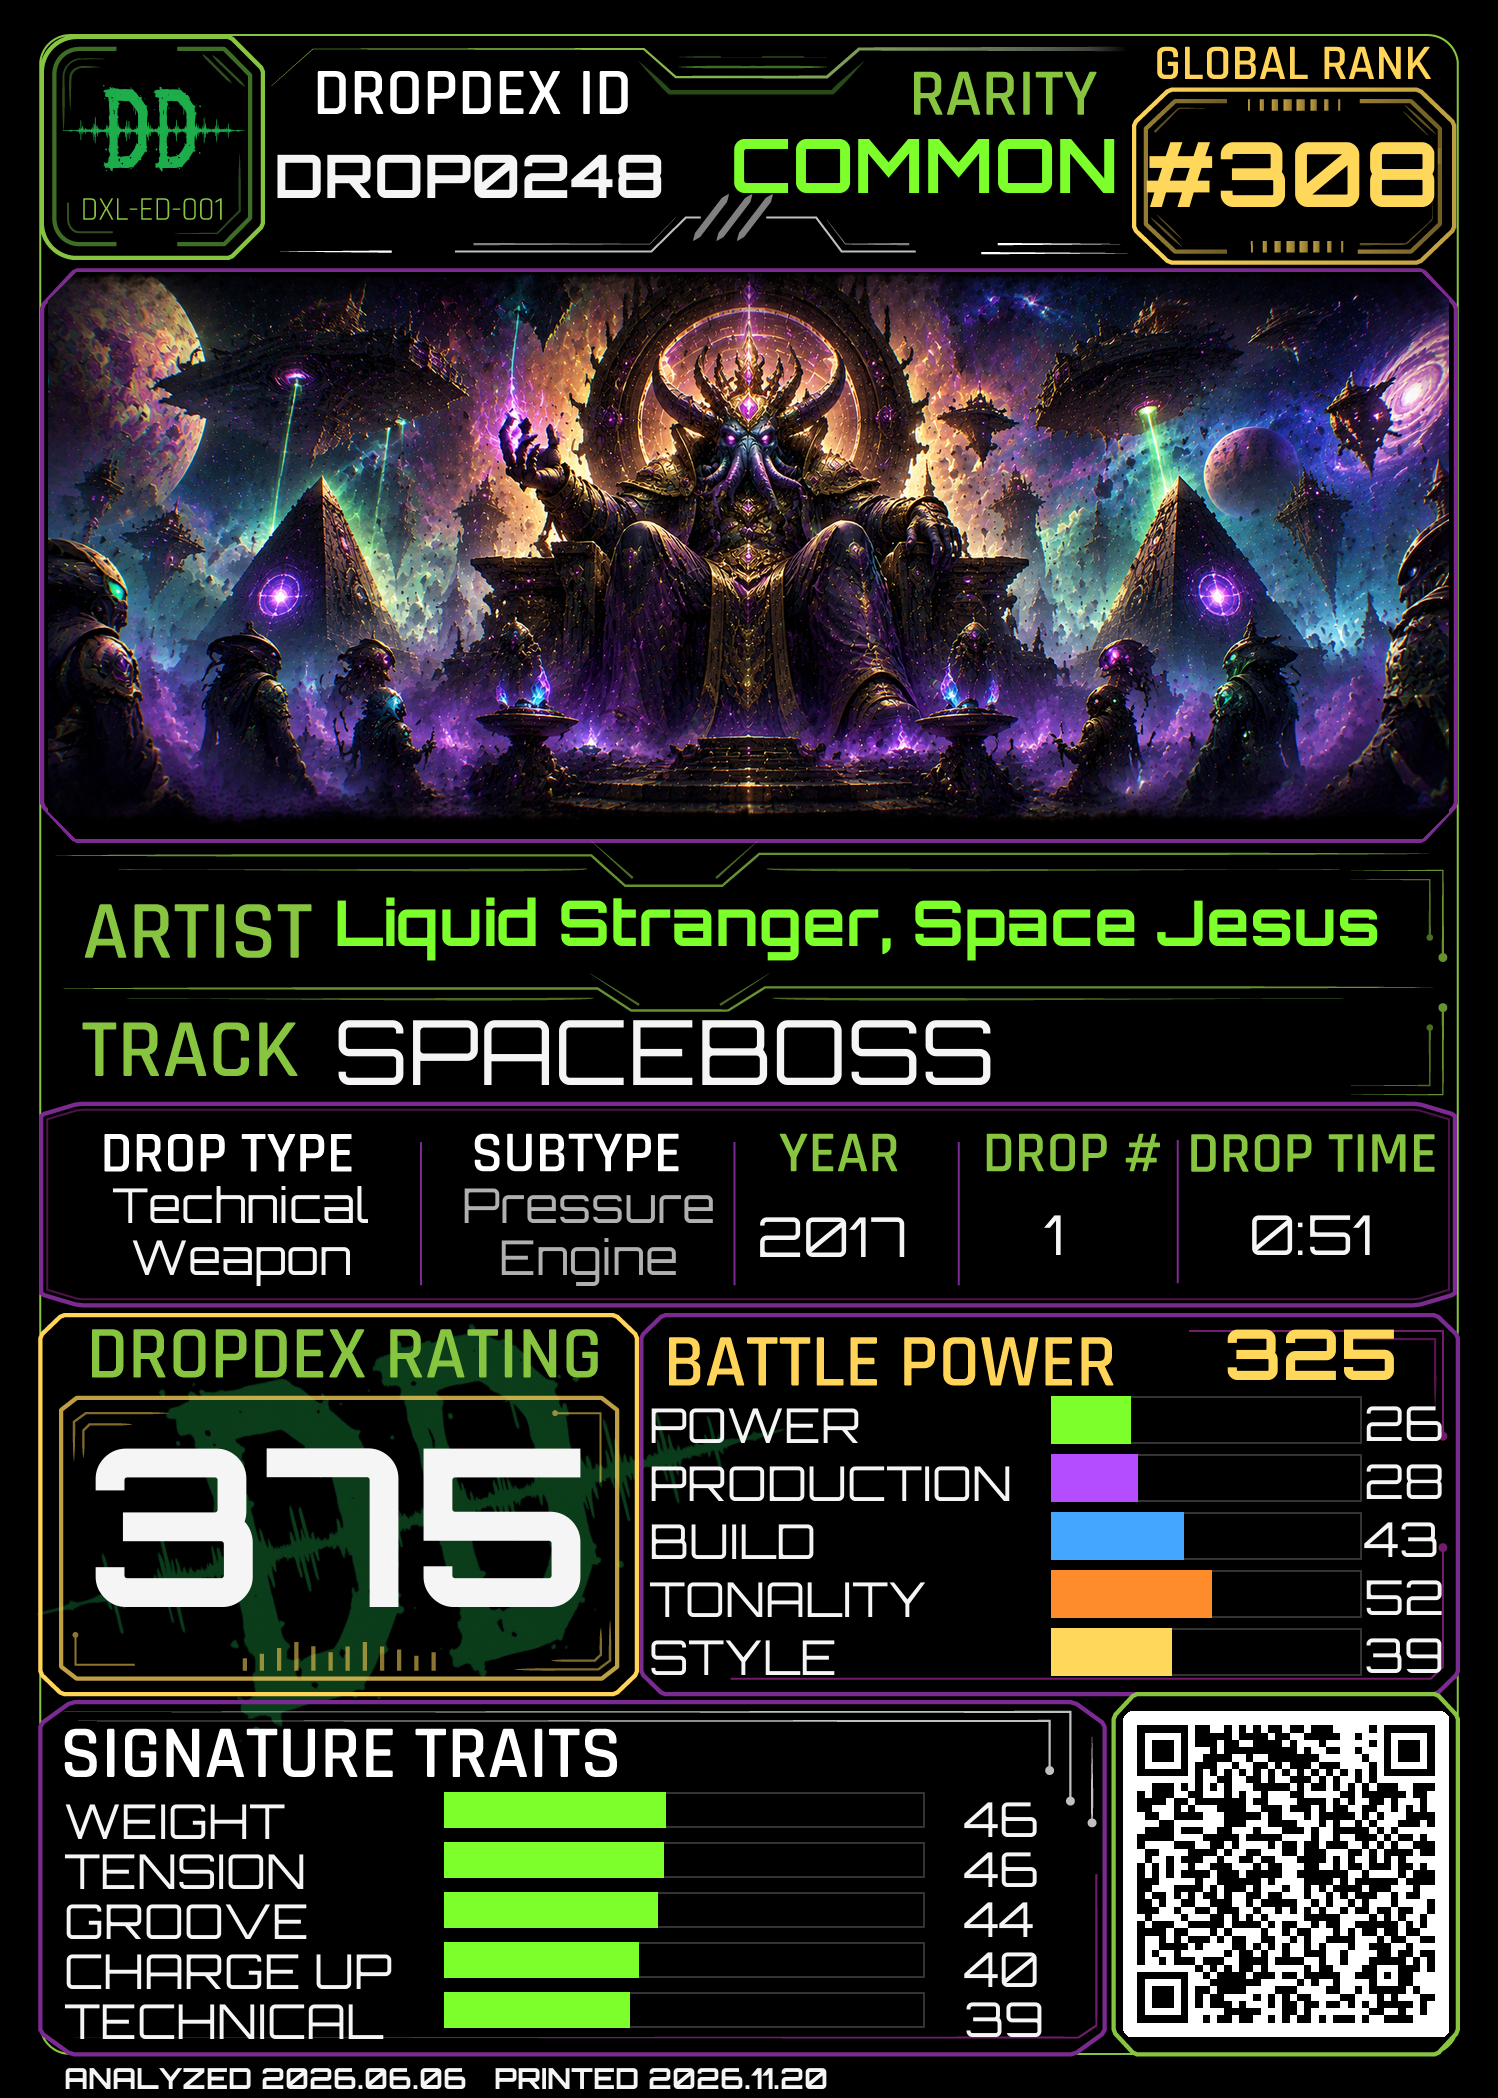 DD
DXL-ED-001
DROPDEX ID
DROP0248
RARITY
COMMON
GLOBAL RANK
#308
ARTIST Liquid Stranger, Space Jesus
TRACK SPACEBOSS
DROP TYPE
Technical
Weapon
SUBTYPE
Pressure
Engine
YEAR
2017
DROP #
1
DROP TIME
0:51
DROPDEX RATING
375
BATTLE POWER 325
POWER 26
PRODUCTION 28
BUILD 43
TONALITY 52
STYLE 39
SIGNATURE TRAITS
WEIGHT 46
TENSION 46
GROOVE 44
CHARGE UP 40
TECHNICAL 39
ANALYZED 2026.06.06 PRINTED 2026.11.20